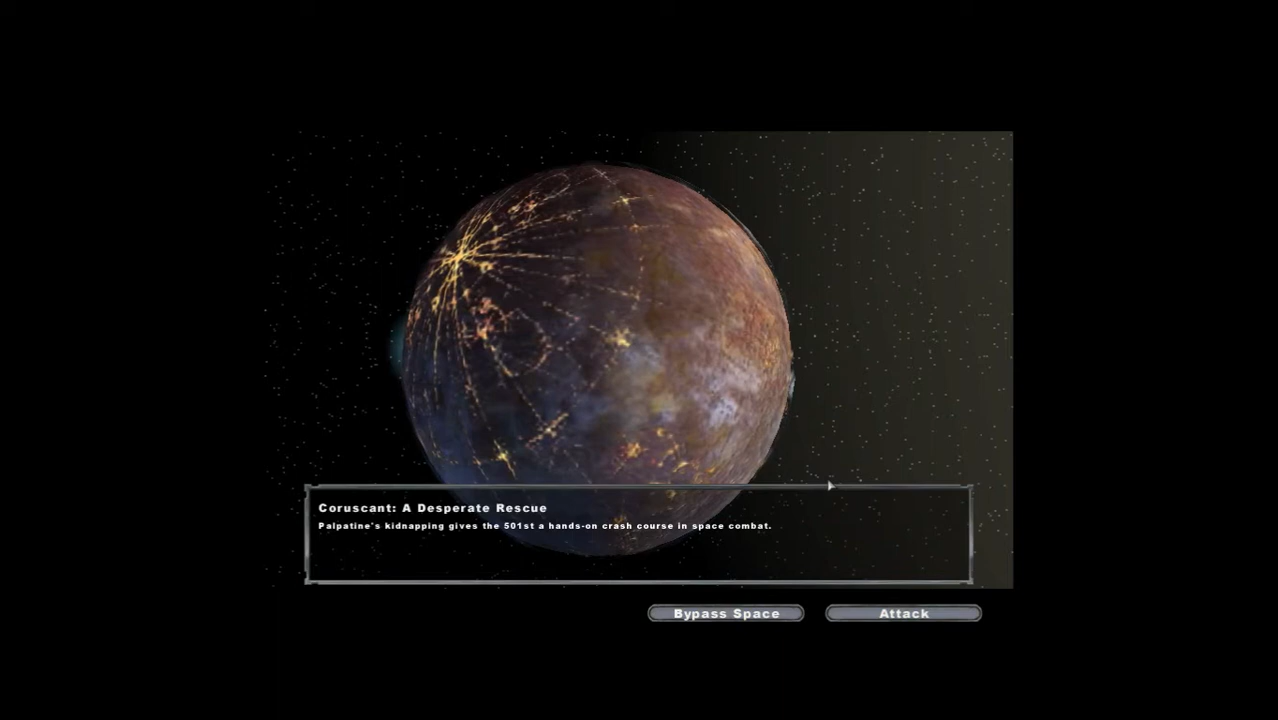 Coruscant: A Desperate Rescue
Palpatine's kidnapping gives the 501st a hands-on crash course in space combat.
Bypass Space
Attack